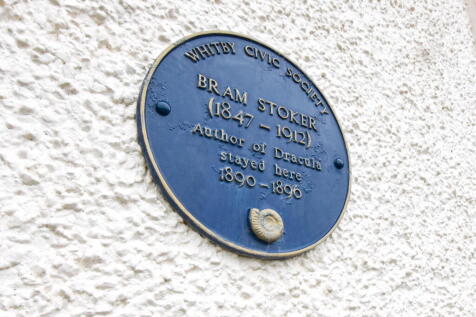 WHITBY CIVIC SOCIETY
BRAM STOKER
(1847 – 1912)
Author of Dracula
stayed here
1890 – 1896